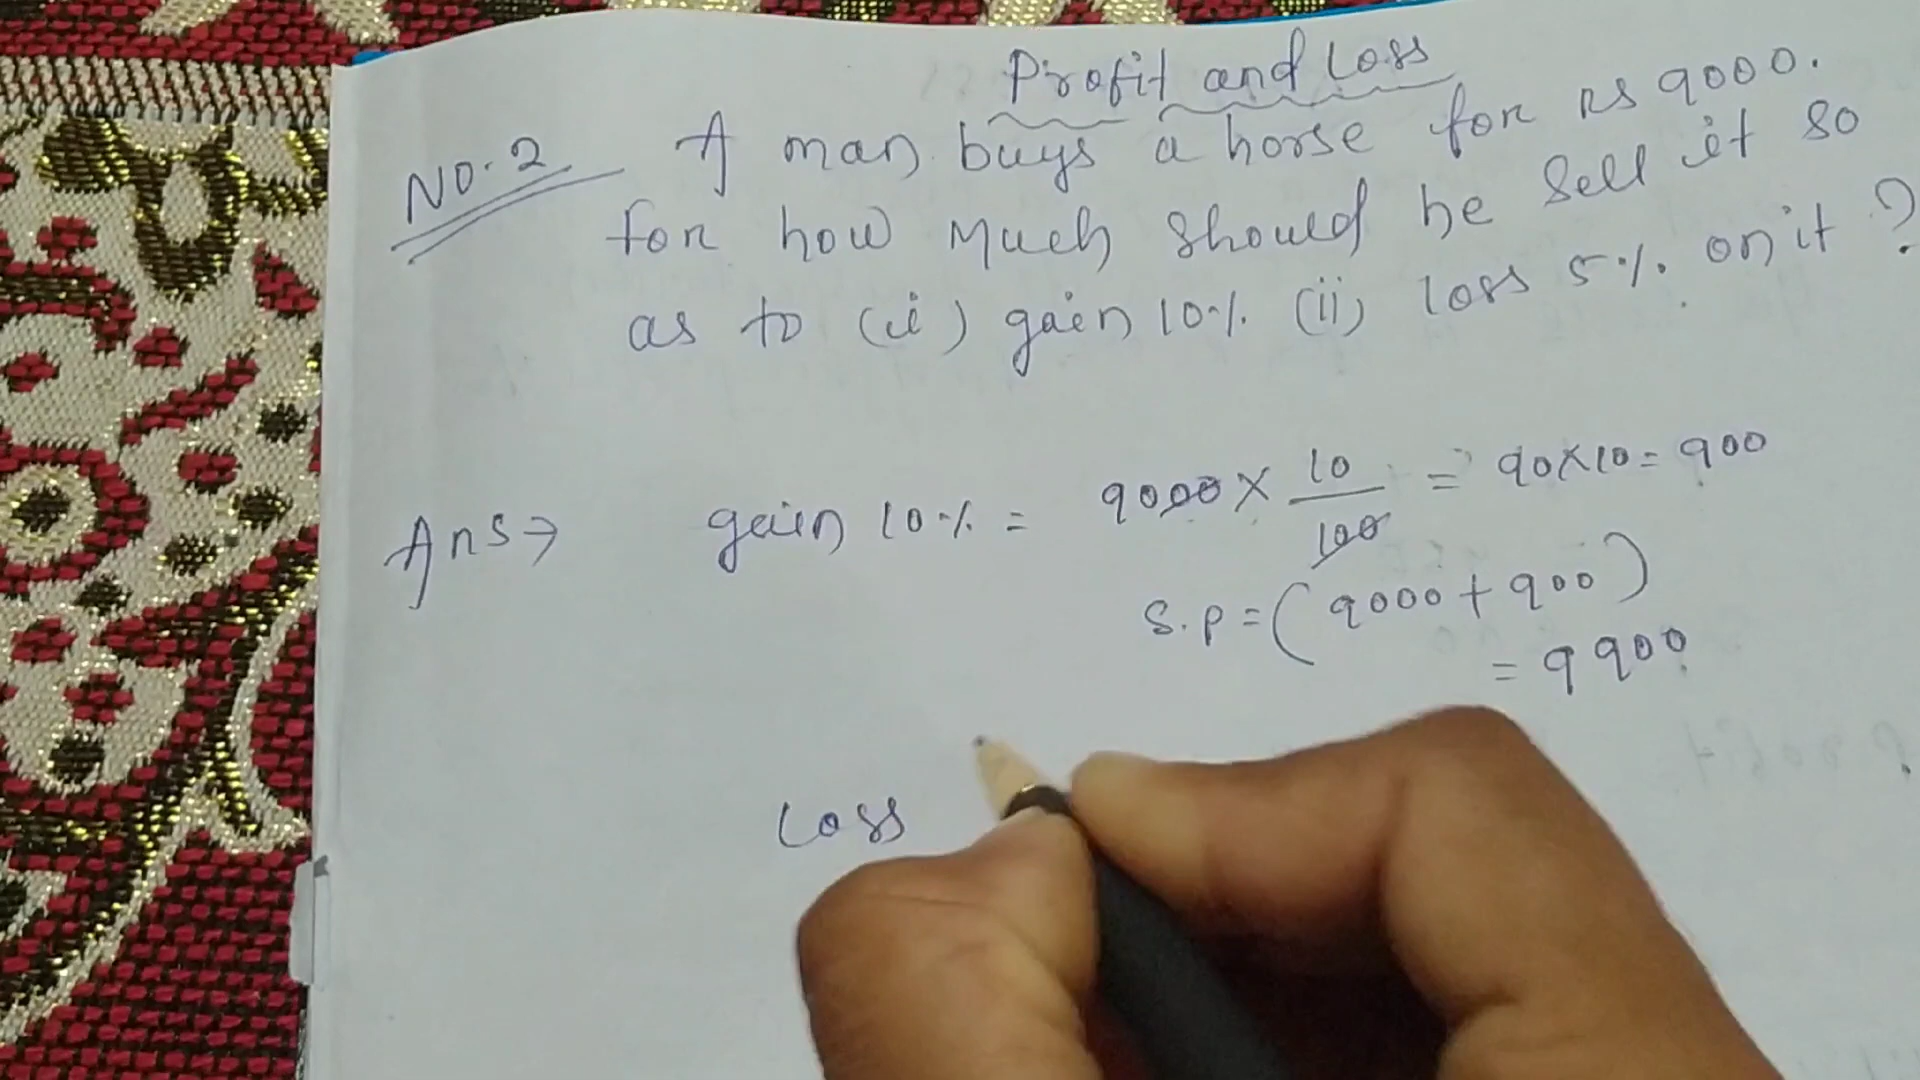 Profit and Loss
NO.2 A man buys a horse for rs 9000.
for how much should he sell it so
as to (i) gain 10% (ii) loss 5% on it ?
Ans→ gain 10% = 9000 × 10/100 = 90×10 = 900
S.P = (9000 + 900)
= 9900
Loss